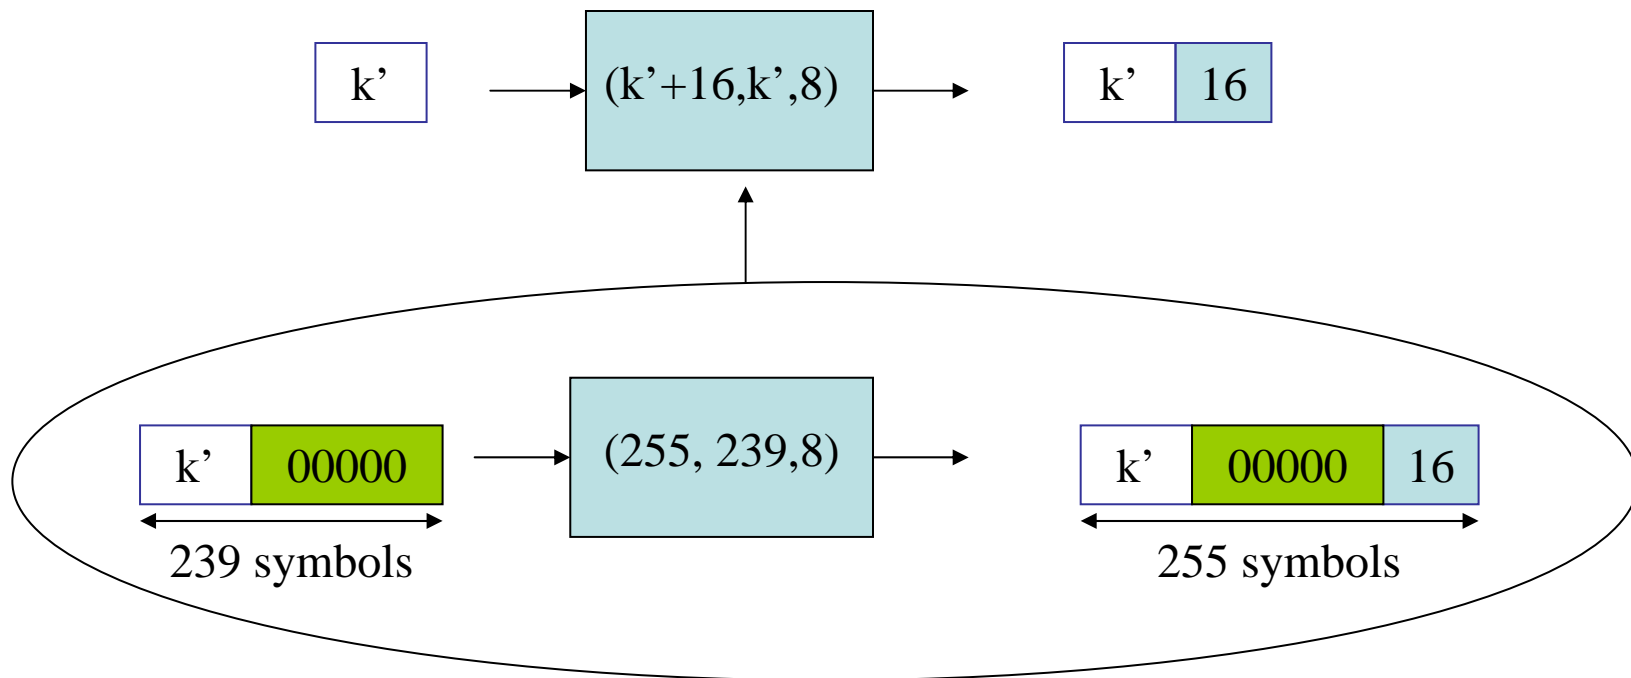 k’
(k’+16,k’,8)
k’ 16
k’ 00000
(255, 239,8)
k’ 00000 16
239 symbols
255 symbols